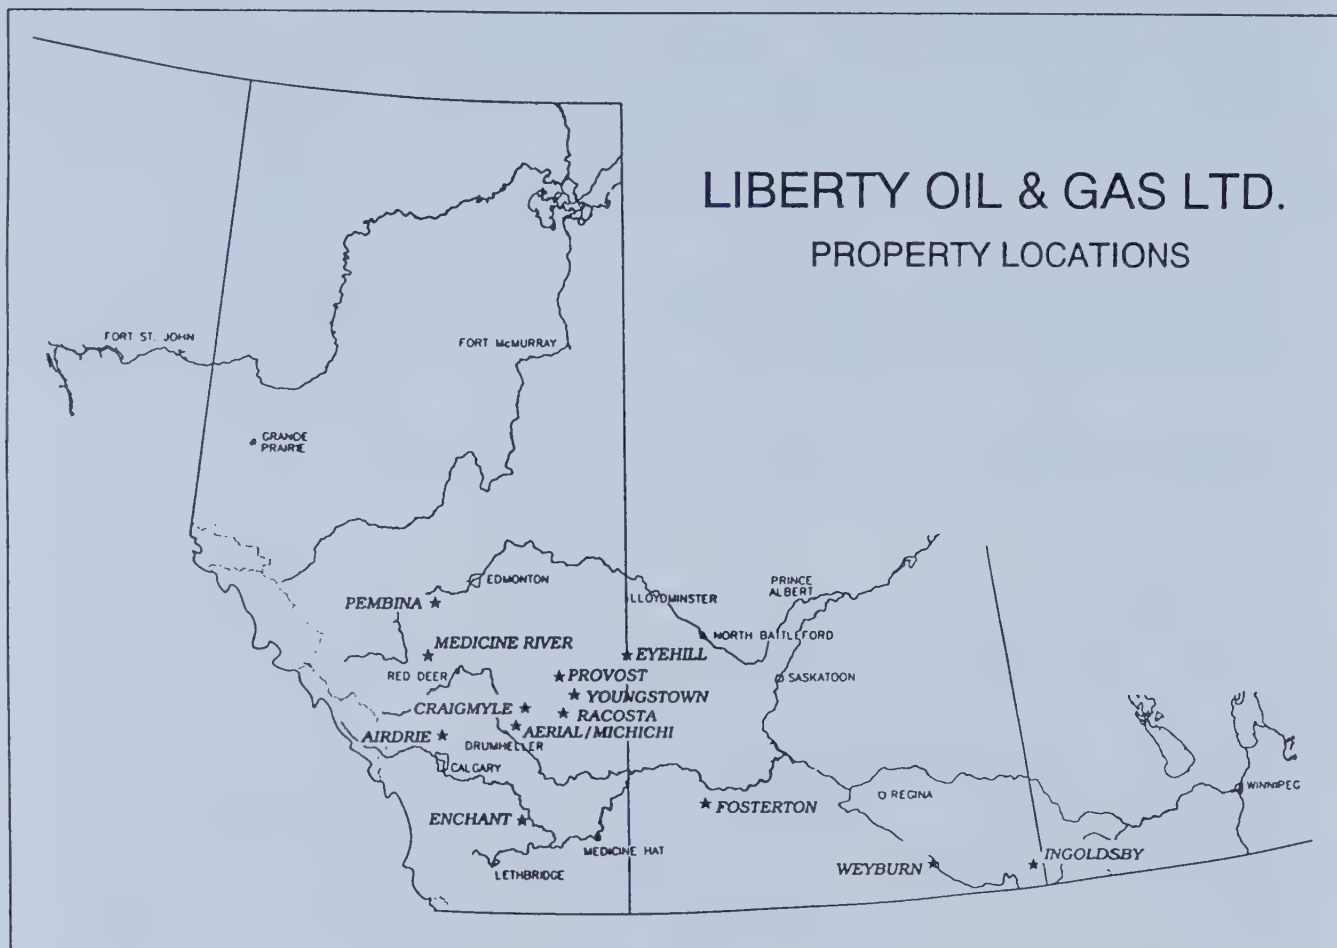 LIBERTY OIL & GAS LTD.
PROPERTY LOCATIONS
FORT ST. JOHN
FORT McMURRAY
GRANDE
PRAIRIE
EDMONTON
PEMBINA
LLOYDMINSTER
PRINCE
ALBERT
NORTH BATTLEFORD
MEDICINE RIVER
EYEHILL
RED DEER
PROVOST
SASKATOON
YOUNGSTOWN
CRAIGMYLE
RACOSTA
AERIAL/MICHICHI
AIRDRIE
DRUMHELLER
CALGARY
WINNIPEG
REGINA
FOSTERTON
ENCHANT
MEDICINE HAT
INGOLDSBY
WEYBURN
LETHBRIDGE